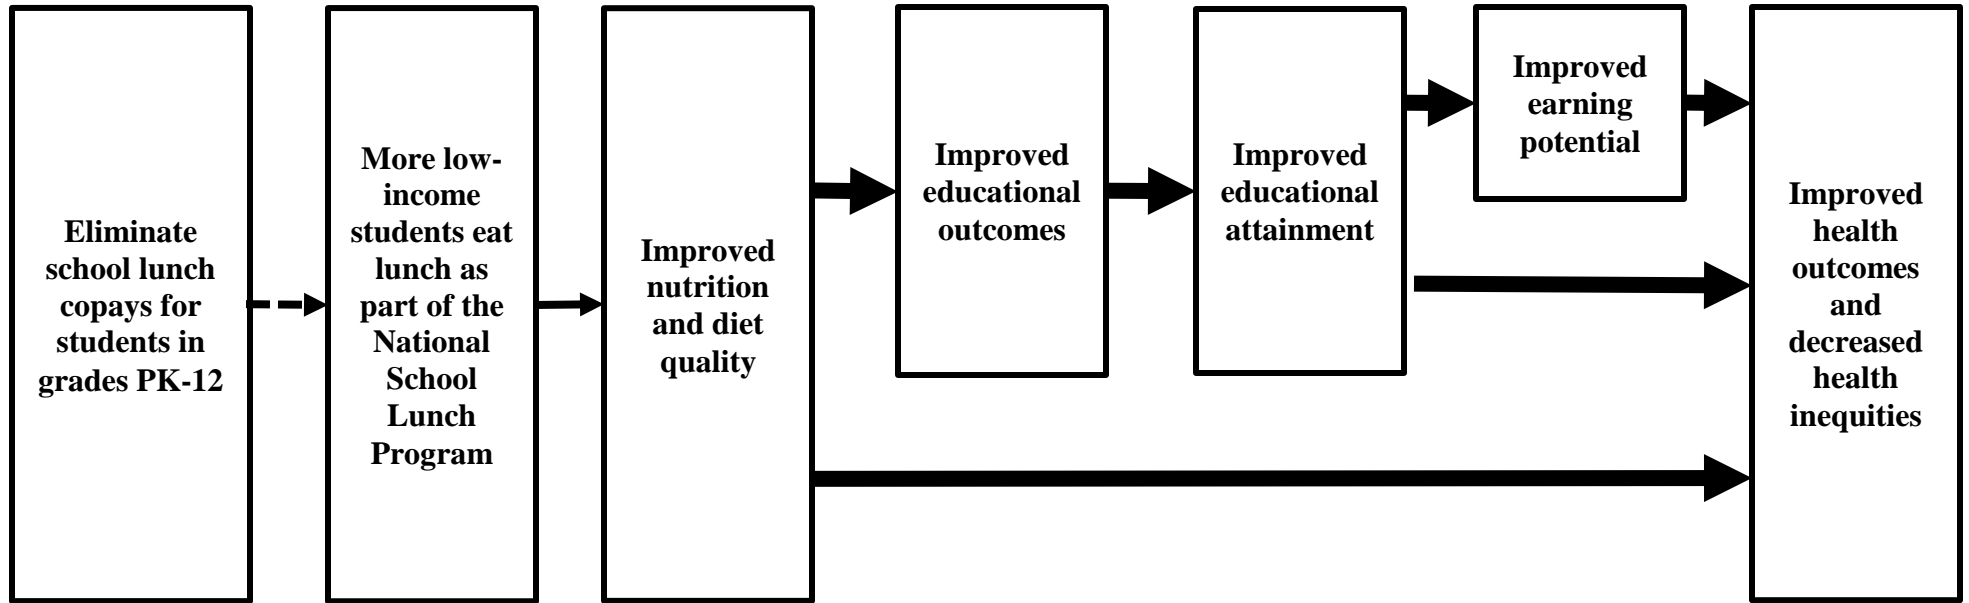 Eliminate
school lunch
copays for
students in
grades PK-12
More low-
income
students eat
lunch as
part of the
National
School
Lunch
Program
Improved
nutrition
and diet
quality
Improved
educational
outcomes
Improved
educational
attainment
Improved
earning
potential
Improved
health
outcomes
and
decreased
health
inequities